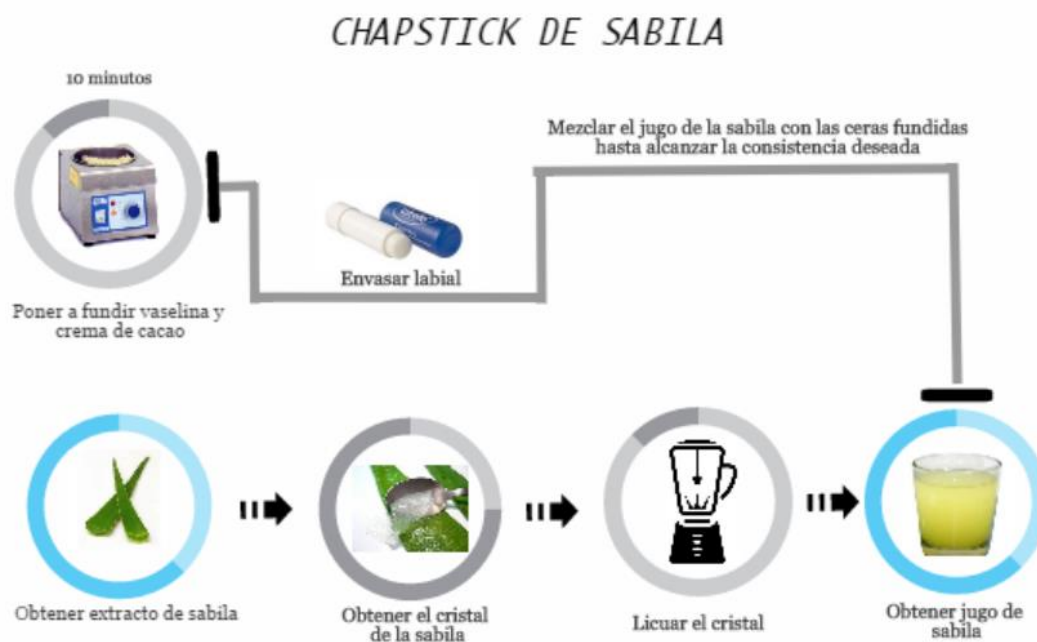 CHAPSTICK DE SABILA
10 minutos
Mezclar el jugo de la sabila con las ceras fundidas
hasta alcanzar la consistencia deseada
Envasar labial
Poner a fundir vaselina y
crema de cacao
Obtener extracto de sabila
Obtener el cristal
de la sabila
Licuar el cristal
Obtener jugo de
sabila